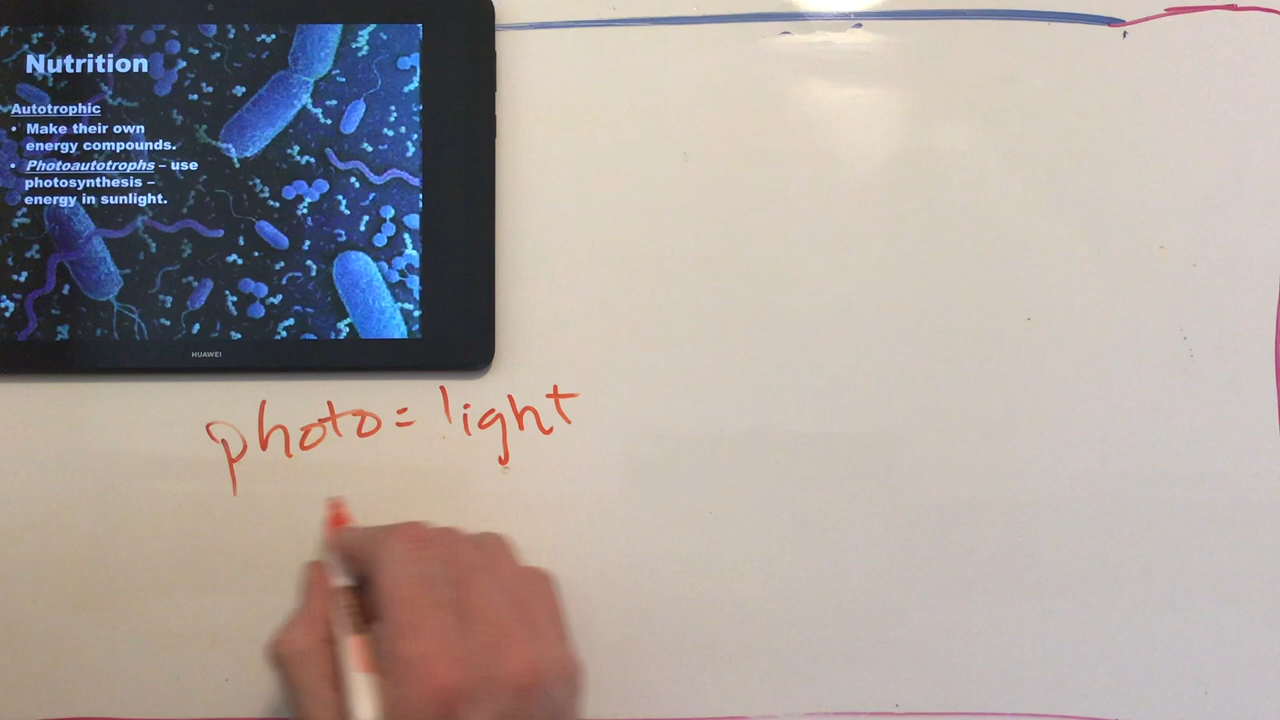 Nutrition
Autotrophic
• Make their own
energy compounds.
• Photoautotrophs – use
photosynthesis –
energy in sunlight.
HUAWEI
photo = light